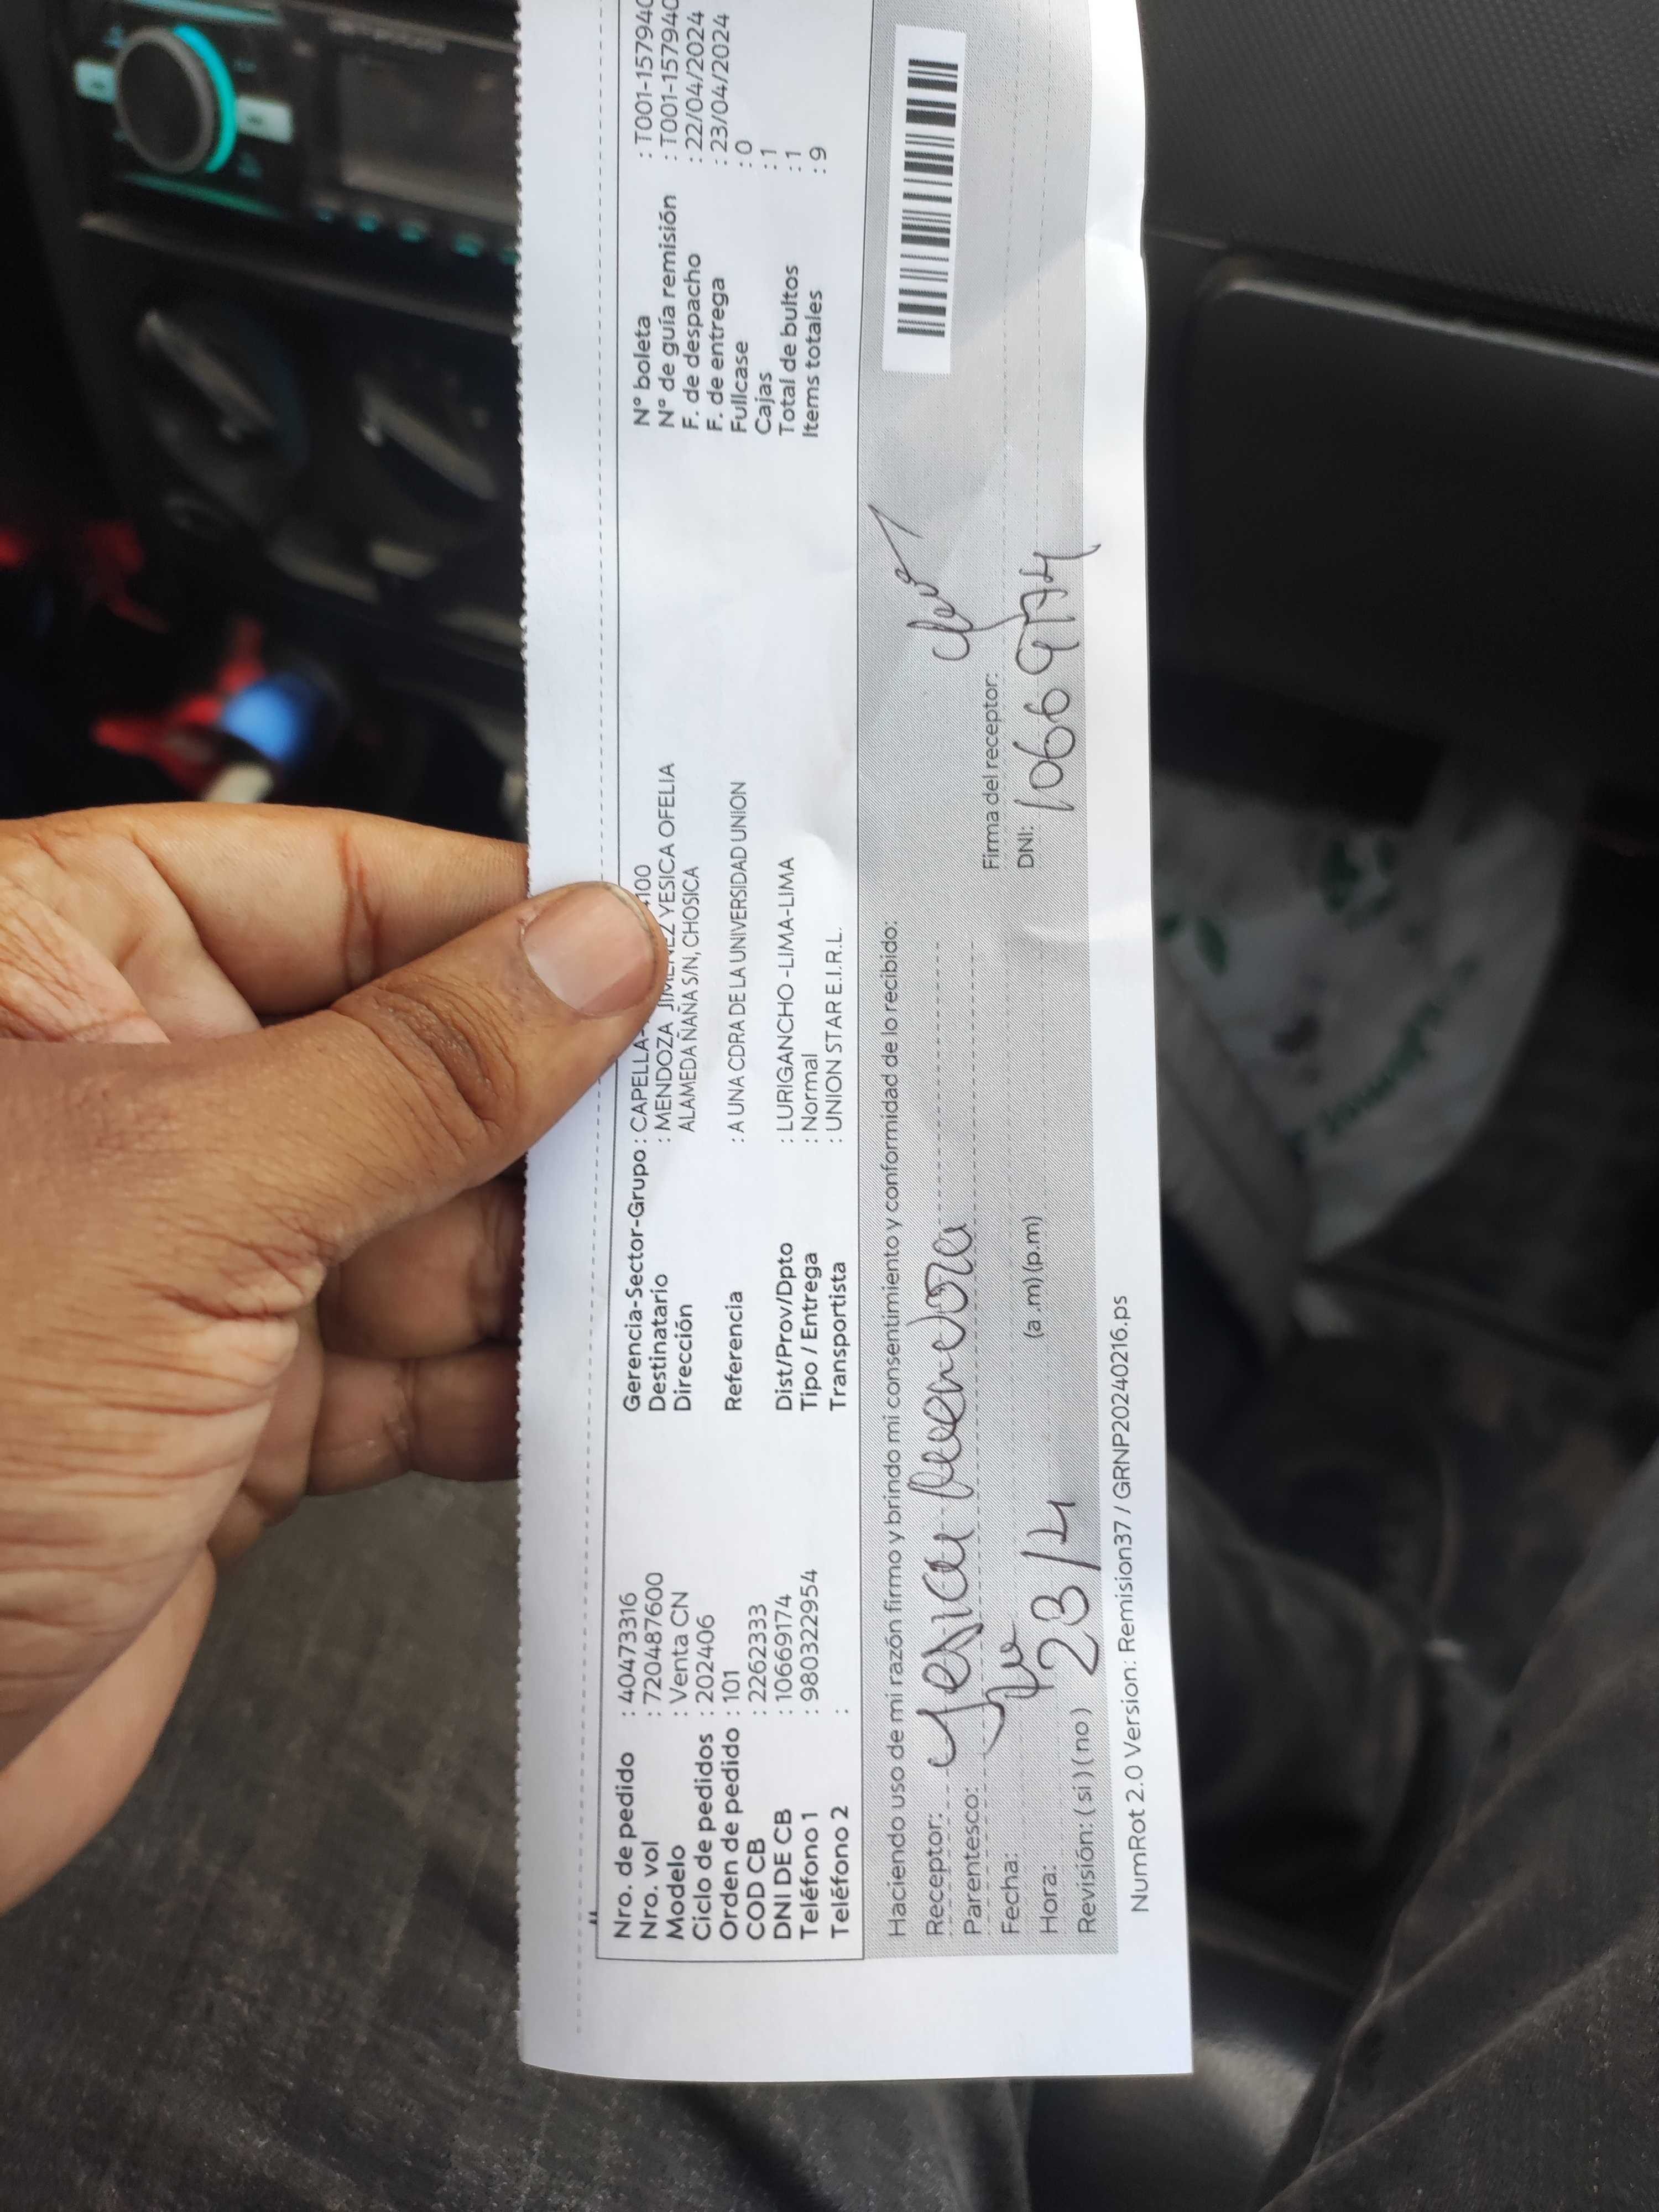 Nro. de pedido : 40473316
Nro. vol : 720487600
Modelo : Venta CN
Ciclo de pedidos : 202406
Orden de pedido : 101
COD CB : 2262333
DNI DE CB : 10669174
Teléfono 1 : 980322954
Teléfono 2 :
Gerencia-Sector-Grupo : CAPELLA 100
Destinatario : MENDOZA JIMENEZ YESICA OFELIA
Dirección ALAMEDA ÑAÑA S/N, CHOSICA
Referencia : A UNA CDRA DE LA UNIVERSIDAD UNION
Dist/Prov/Dpto : LURIGANCHO -LIMA-LIMA
Tipo / Entrega : Normal
Transportista : UNION STAR E.I.R.L.
N° boleta : T001-157940
N° de guía remisión : T001-157940
F. de despacho : 22/04/2024
F. de entrega : 23/04/2024
Fullcase : 0
Cajas : 1
Total de bultos : 1
Items totales : 9
Haciendo uso de mi razón firmo y brindo mi consentimiento y conformidad de lo recibido:
Receptor: Yesica Mendoza
Parentesco:
Fecha:
Hora: 23/4 (a .m) (p.m)
Revisión: ( si ) ( no )
Firma del receptor:
DNI: 10669174
NumRot 2.0 Version: Remision37 / GRNP20240216.ps